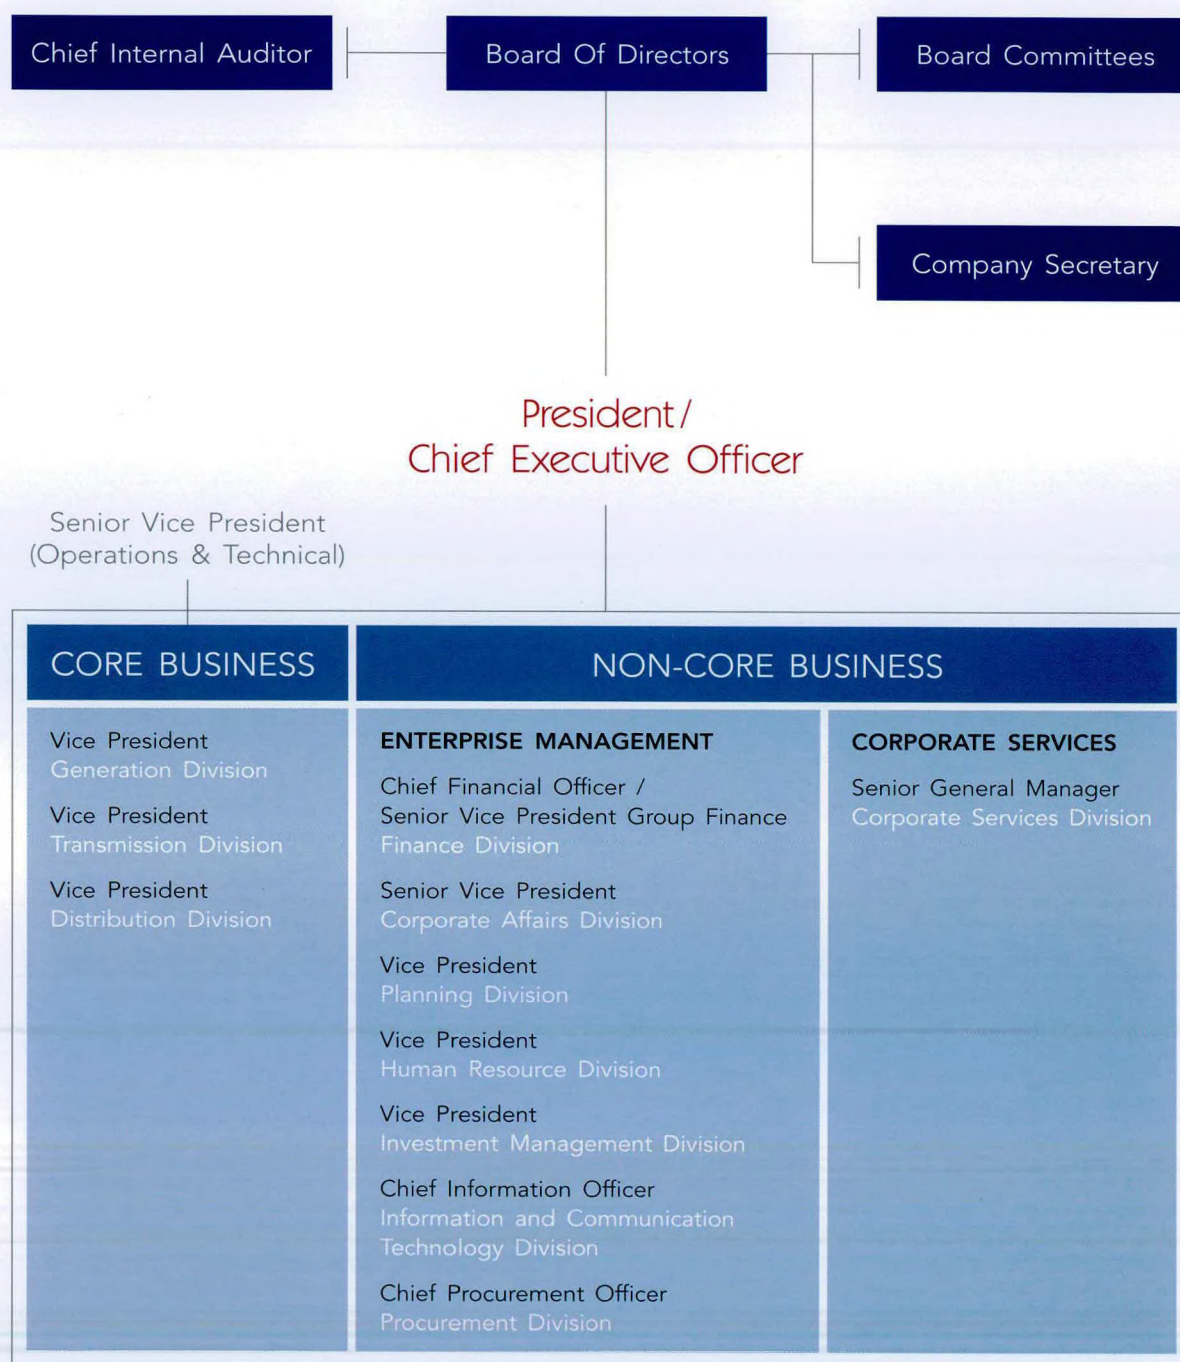 Chief Internal Auditor
Board Of Directors
Board Committees
Company Secretary
President/
Chief Executive Officer
Senior Vice President
(Operations & Technical)
CORE BUSINESS
NON-CORE BUSINESS
Vice President
Generation Division
Vice President
Transmission Division
Vice President
Distribution Division
ENTERPRISE MANAGEMENT
Chief Financial Officer /
Senior Vice President Group Finance
Finance Division
Senior Vice President
Corporate Affairs Division
Vice President
Planning Division
Vice President
Human Resource Division
Vice President
Investment Management Division
Chief Information Officer
Information and Communication
Technology Division
Chief Procurement Officer
Procurement Division
CORPORATE SERVICES
Senior General Manager
Corporate Services Division